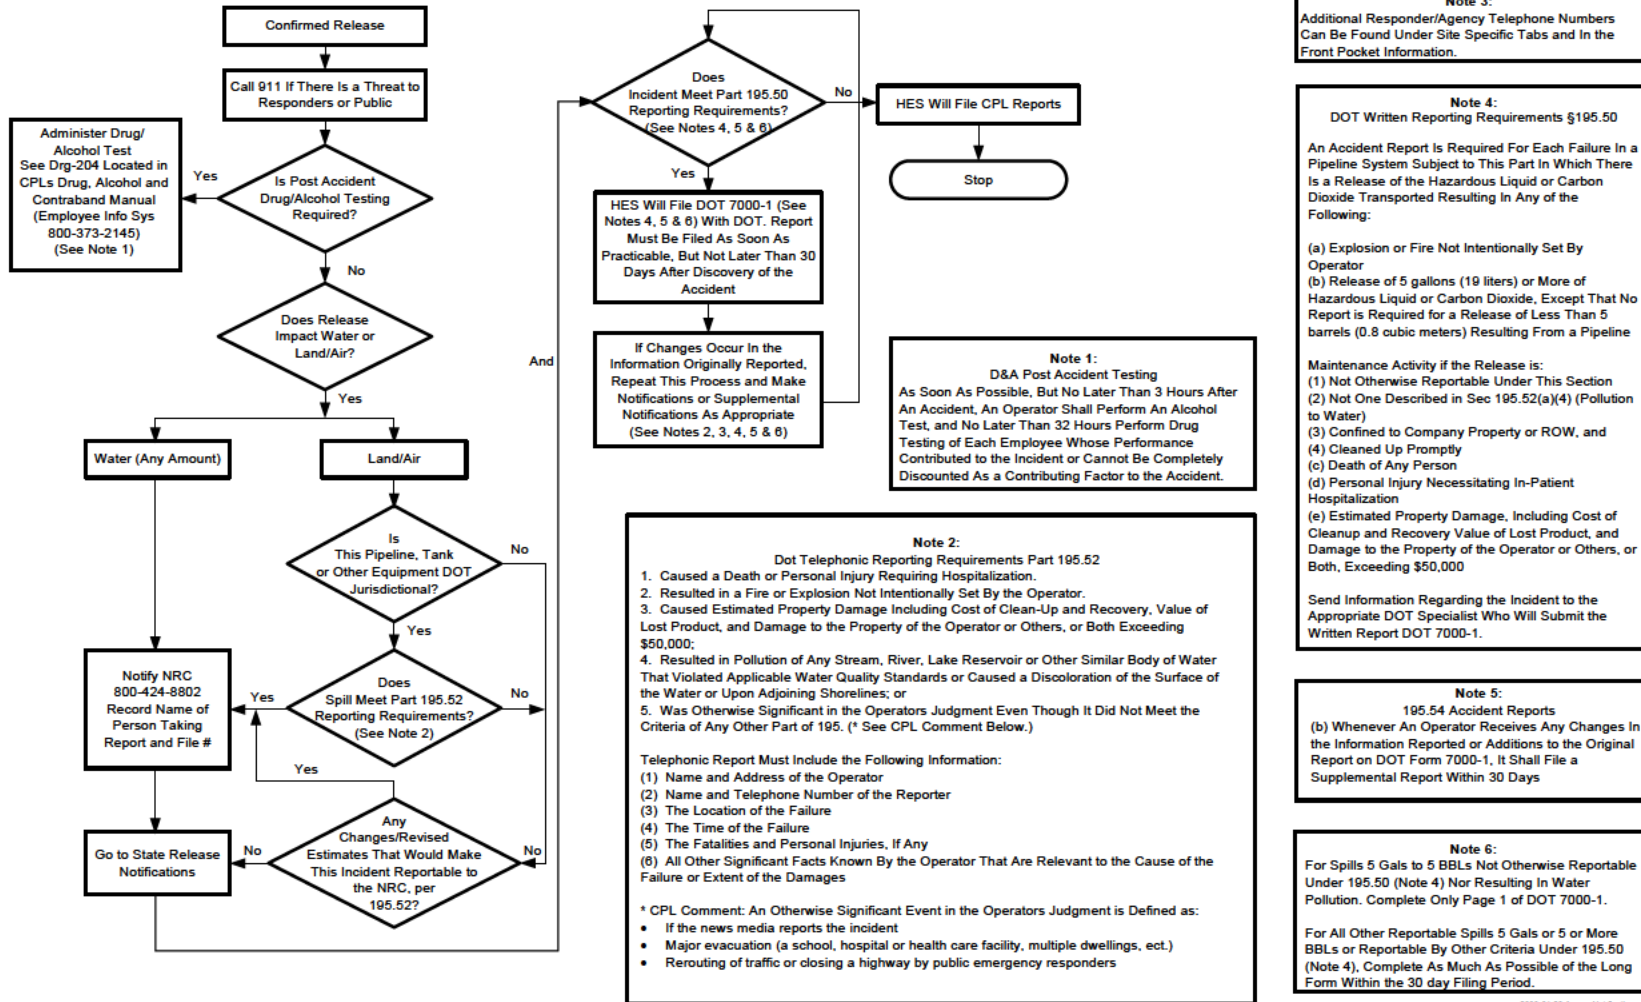 Confirmed Release
Call 911 If There Is a Threat to
Responders or Public
Administer Drug/
Alcohol Test
See Drg-204 Located in
CPLs Drug, Alcohol and
Contraband Manual
(Employee Info Sys
800-373-2145)
(See Note 1)
Yes
Is Post Accident
Drug/Alcohol Testing
Required?
No
Does Release
Impact Water or
Land/Air?
Yes
Water (Any Amount)
Land/Air
Is
This Pipeline, Tank
or Other Equipment DOT
Jurisdictional?
No
Yes
Notify NRC
800-424-8802
Record Name of
Person Taking
Report and File #
Yes
Does
Spill Meet Part 195.52
Reporting Requirements?
(See Note 2)
No
Yes
Go to State Release
Notifications
No
Any
Changes/Revised
Estimates That Would Make
This Incident Reportable to
the NRC, per
195.52?
No
And
Does
Incident Meet Part 195.50
Reporting Requirements?
(See Notes 4, 5 & 6)
No
Yes
HES Will File CPL Reports
Stop
HES Will File DOT 7000-1 (See
Notes 4, 5 & 6) With DOT. Report
Must Be Filed As Soon As
Practicable, But Not Later Than 30
Days After Discovery of the
Accident
If Changes Occur In the
Information Originally Reported,
Repeat This Process and Make
Notifications or Supplemental
Notifications As Appropriate
(See Notes 2, 3, 4, 5 & 6)
Note 1:
D&A Post Accident Testing
As Soon As Possible, But No Later Than 3 Hours After
An Accident, An Operator Shall Perform An Alcohol
Test, and No Later Than 32 Hours Perform Drug
Testing of Each Employee Whose Performance
Contributed to the Incident or Cannot Be Completely
Discounted As a Contributing Factor to the Accident.
Note 2:
Dot Telephonic Reporting Requirements Part 195.52
1. Caused a Death or Personal Injury Requiring Hospitalization.
2. Resulted in a Fire or Explosion Not Intentionally Set By the Operator.
3. Caused Estimated Property Damage Including Cost of Clean-Up and Recovery, Value of
Lost Product, and Damage to the Property of the Operator or Others, or Both Exceeding
$50,000;
4. Resulted in Pollution of Any Stream, River, Lake Reservoir or Other Similar Body of Water
That Violated Applicable Water Quality Standards or Caused a Discoloration of the Surface of
the Water or Upon Adjoining Shorelines; or
5. Was Otherwise Significant in the Operators Judgment Even Though It Did Not Meet the
Criteria of Any Other Part of 195. (* See CPL Comment Below.)
Telephonic Report Must Include the Following Information:
(1) Name and Address of the Operator
(2) Name and Telephone Number of the Reporter
(3) The Location of the Failure
(4) The Time of the Failure
(5) The Fatalities and Personal Injuries, If Any
(6) All Other Significant Facts Known By the Operator That Are Relevant to the Cause of the
Failure or Extent of the Damages
* CPL Comment: An Otherwise Significant Event in the Operators Judgment is Defined as:
• If the news media reports the incident
• Major evacuation (a school, hospital or health care facility, multiple dwellings, ect.)
• Rerouting of traffic or closing a highway by public emergency responders
Note 3:
Additional Responder/Agency Telephone Numbers
Can Be Found Under Site Specific Tabs and In the
Front Pocket Information.
Note 4:
DOT Written Reporting Requirements §195.50
An Accident Report Is Required For Each Failure In a
Pipeline System Subject to This Part In Which There
Is a Release of the Hazardous Liquid or Carbon
Dioxide Transported Resulting In Any of the
Following:
(a) Explosion or Fire Not Intentionally Set By
Operator
(b) Release of 5 gallons (19 liters) or More of
Hazardous Liquid or Carbon Dioxide, Except That No
Report is Required for a Release of Less Than 5
barrels (0.8 cubic meters) Resulting From a Pipeline
Maintenance Activity if the Release is:
(1) Not Otherwise Reportable Under This Section
(2) Not One Described in Sec 195.52(a)(4) (Pollution
to Water)
(3) Confined to Company Property or ROW, and
(4) Cleaned Up Promptly
(c) Death of Any Person
(d) Personal Injury Necessitating In-Patient
Hospitalization
(e) Estimated Property Damage, Including Cost of
Cleanup and Recovery Value of Lost Product, and
Damage to the Property of the Operator or Others, or
Both, Exceeding $50,000
Send Information Regarding the Incident to the
Appropriate DOT Specialist Who Will Submit the
Written Report DOT 7000-1.
Note 5:
195.54 Accident Reports
(b) Whenever An Operator Receives Any Changes In
the Information Reported or Additions to the Original
Report on DOT Form 7000-1, It Shall File a
Supplemental Report Within 30 Days
Note 6:
For Spills 5 Gals to 5 BBLs Not Otherwise Reportable
Under 195.50 (Note 4) Nor Resulting In Water
Pollution. Complete Only Page 1 of DOT 7000-1.
For All Other Reportable Spills 5 Gals or 5 or More
BBLs or Reportable By Other Criteria Under 195.50
(Note 4), Complete As Much As Possible of the Long
Form Within the 30 day Filing Period.